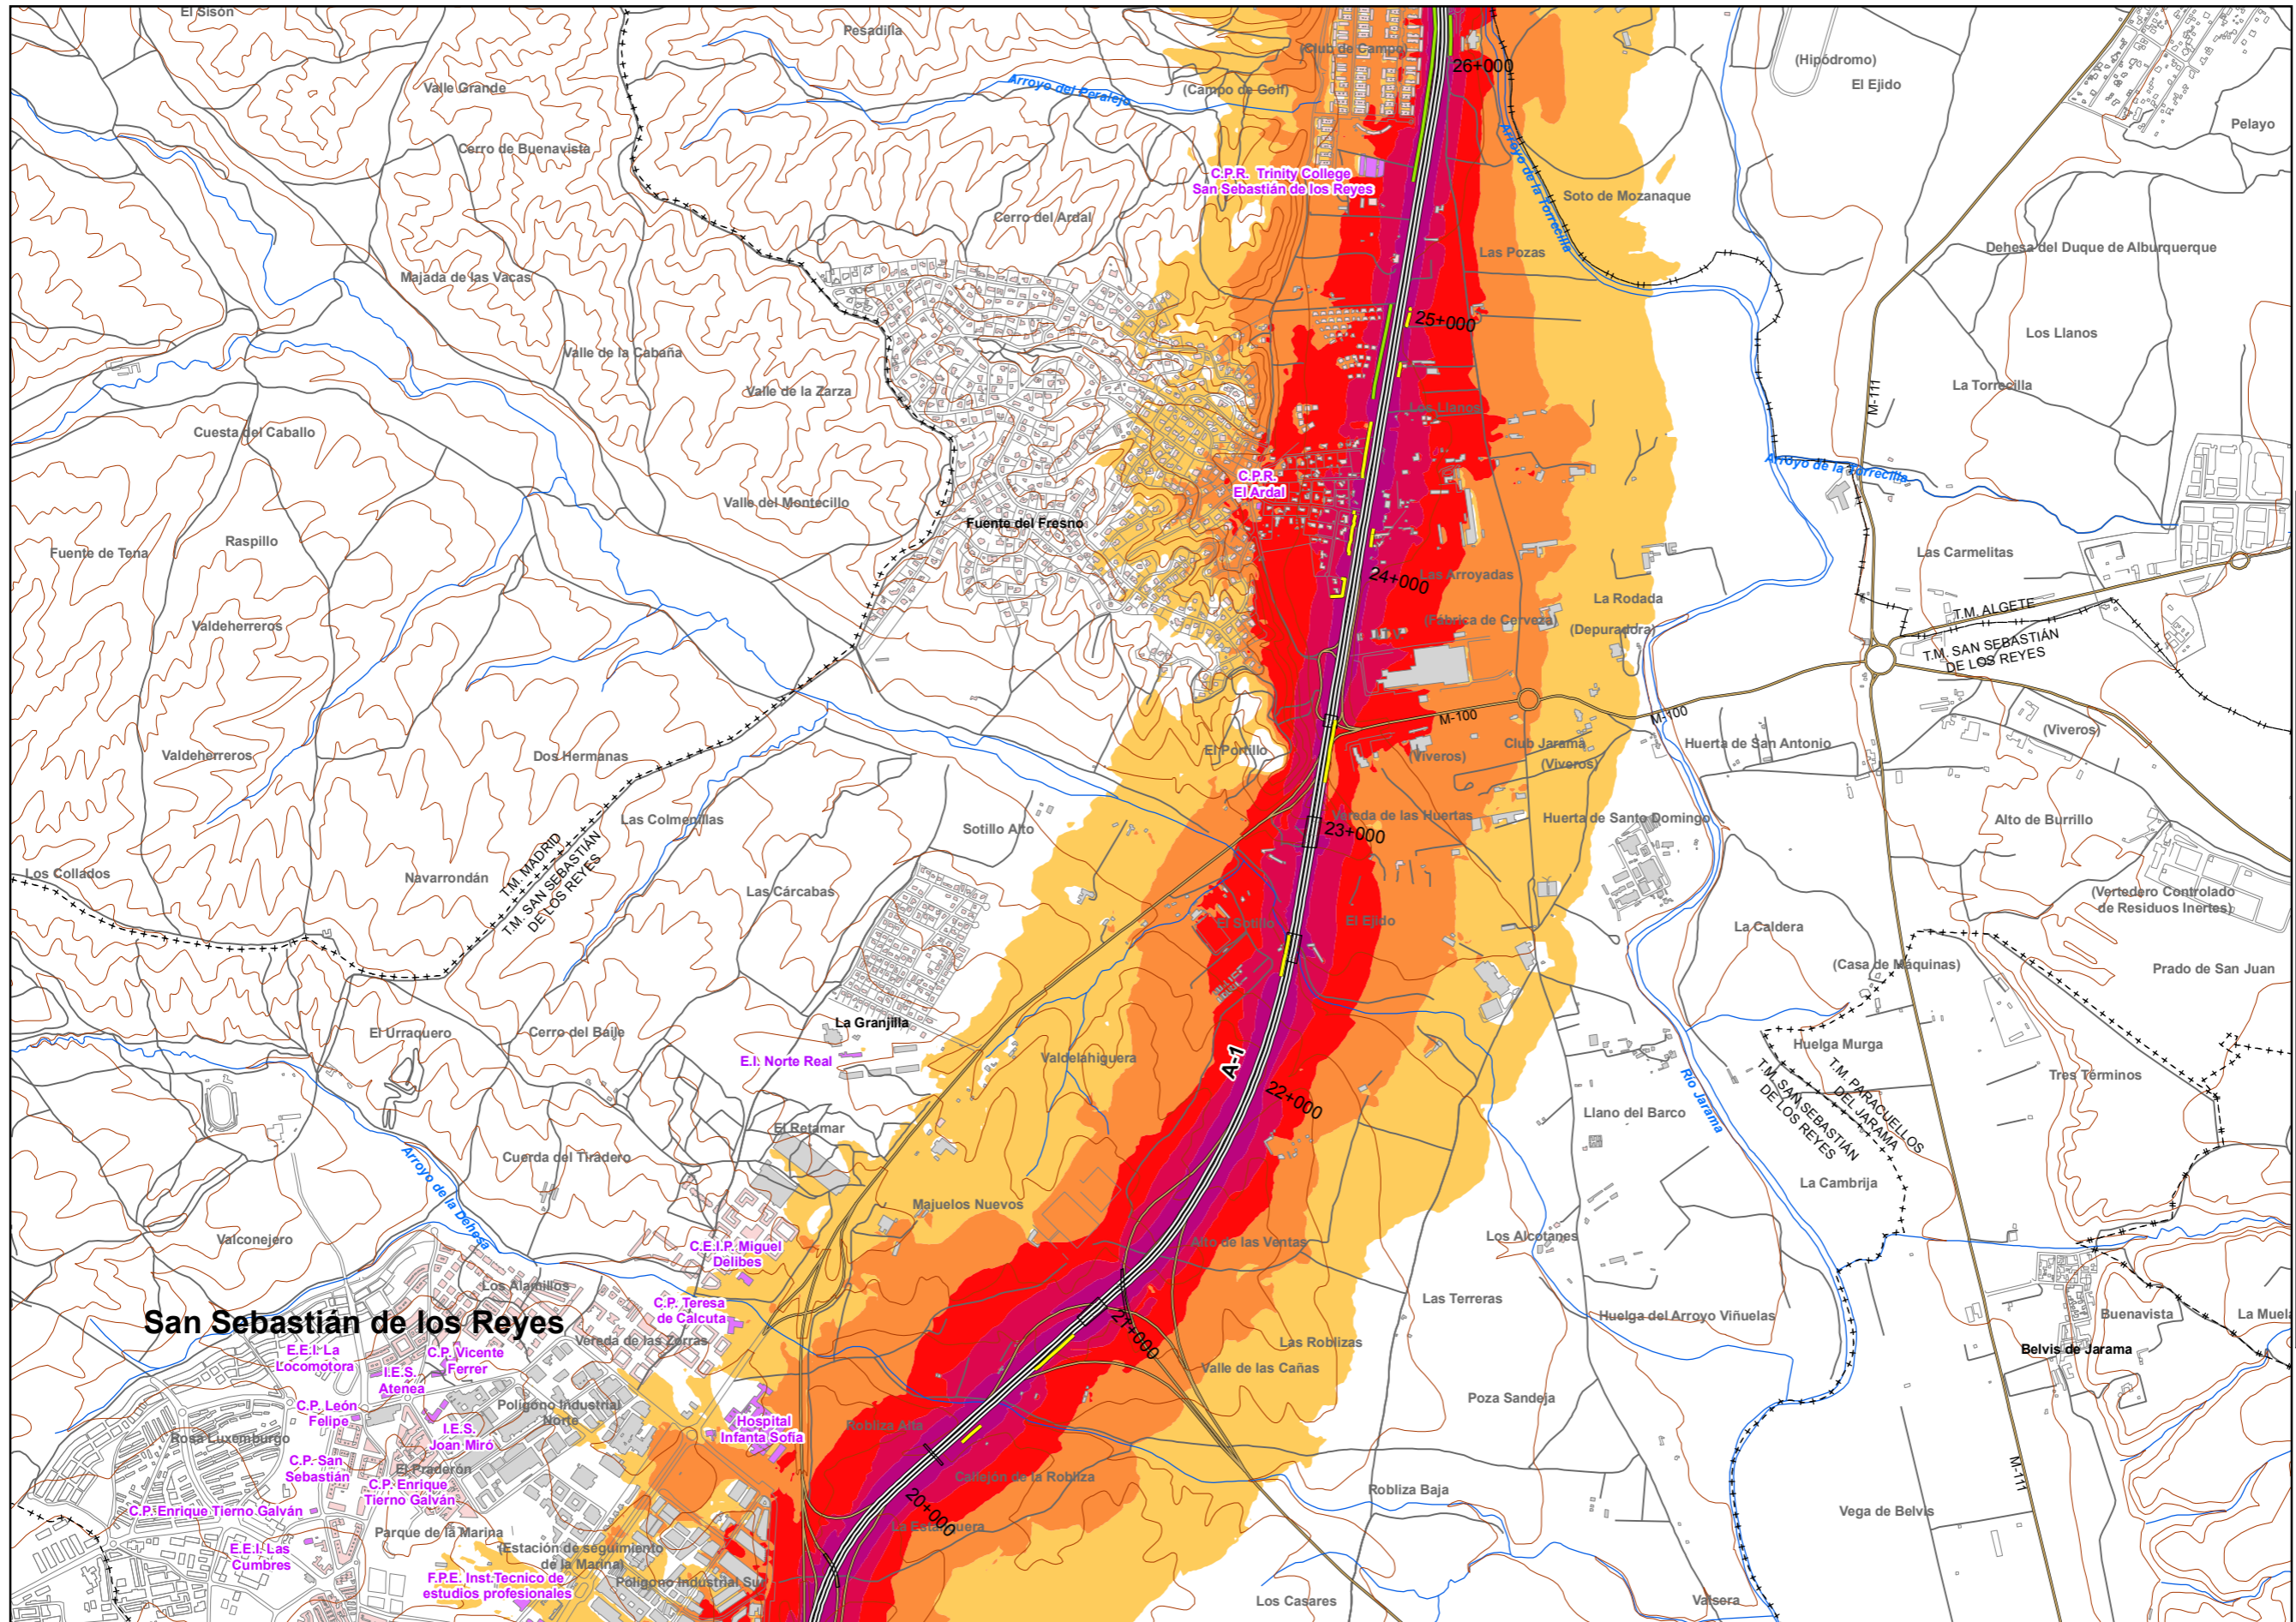 El Sisón
Pesadilla
(Club de Campo)
26+000
(Hipódromo)
El Ejido
Valle Grande
Arroyo del Peralejo
(Campo de Golf)
Pelayo
Cerro de Buenavista
Arroyo de la Torrecilla
C.P.R. Trinity College
San Sebastián de los Reyes
Soto de Mozanaque
Cerro del Ardal
Las Pozas
Dehesa del Duque de Alburquerque
Majada de las Vacas
25+000
Los Llanos
Valle de la Cabaña
Valle de la Zarza
La Torrecilla
M-111
Los Llanos
Cuesta del Caballo
Arroyo de la Torrecilla
C.P.R.
El Ardal
Valle del Montecillo
Fuente del Fresno
Fuente de Tena
Raspillo
Las Carmelitas
24+000
Las Arroyadas
La Rodada
T.M. ALGETE
T.M. SAN SEBASTIÁN
DE LOS REYES
Valdeherreros
(Fábrica de Cerveza)
(Depuradora)
I.T.V.
M-100
M-100
Valdeherreros
Dos Hermanas
El Portillo
(Viveros)
Club Jarama
(Viveros)
Huerta de San Antonio
(Viveros)
Las Colmenillas
Sotillo Alto
Vereda de las Huertas
23+000
Huerta de Santo Domingo
Alto de Burrillo
T.M. MADRID
T.M. SAN SEBASTIÁN
DE LOS REYES
Los Collados
Navarrondán
Las Cárcabas
(Vertedero Controlado
de Residuos Inertes)
El Sotillo
El Ejido
La Caldera
(Casa de Máquinas)
Prado de San Juan
La Granjilla
El Urraquero
Cerro del Baile
E.I. Norte Real
Valdelahiguera
A-1
22+000
Río Jarama
Huelga Murga
T.M. PARACUELLOS
DEL JARAMA
T.M. SAN SEBASTIÁN
DE LOS REYES
Tres Términos
Llano del Barco
El Retamar
Cuerda del Tiradero
Arroyo de la Dehesa
Majuelos Nuevos
La Cambrija
Valconejero
C.E.I.P. Miguel
Delibes
Alto de las Ventas
Los Alcotanes
Los Alamillos
C.P. Teresa
de Calcuta
Las Terreras
San Sebastián de los Reyes
Vereda de las Zorras
21+000
Las Roblizas
Huelga del Arroyo Viñuelas
Buenavista
La Muela
Belvis de Jarama
E.E.I. La
Locomotora
C.P. Vicente
Ferrer
I.E.S.
Atenea
Valle de las Cañas
Poza Sandeja
C.P. León
Felipe
Polígono Industrial
Norte
Hospital
Infanta Sofía
Robliza Alta
Rosa Luxemburgo
I.E.S.
Joan Miró
C.P. San
Sebastián
El Praderón
C.P. Enrique
Tierno Galván
Callejón de la Robliza
Robliza Baja
M-111
C.P. Enrique Tierno Galván
20+000
La Estanquera
Vega de Belvis
Parque de la Marina
E.E.I. Las
Cumbres
(Estación de seguimiento
de la Marina)
F.P.E. Inst.Tecnico de
estudios profesionales
Polígono Industrial Sur
Los Casares
Valsera